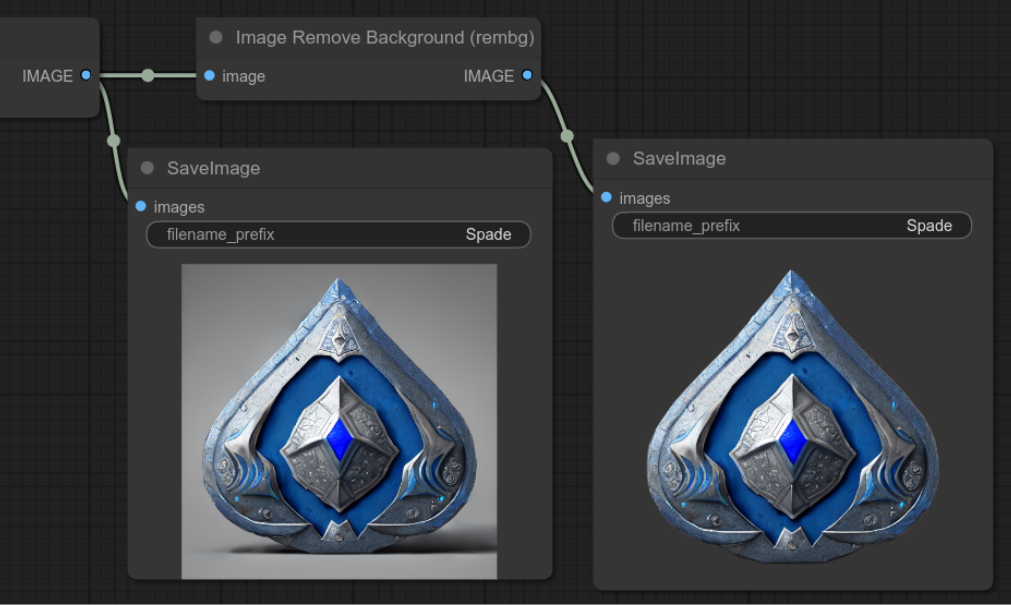 IMAGE
Image Remove Background (rembg)
image
IMAGE
SaveImage
images
filename_prefix
Spade
SaveImage
images
filename_prefix
Spade